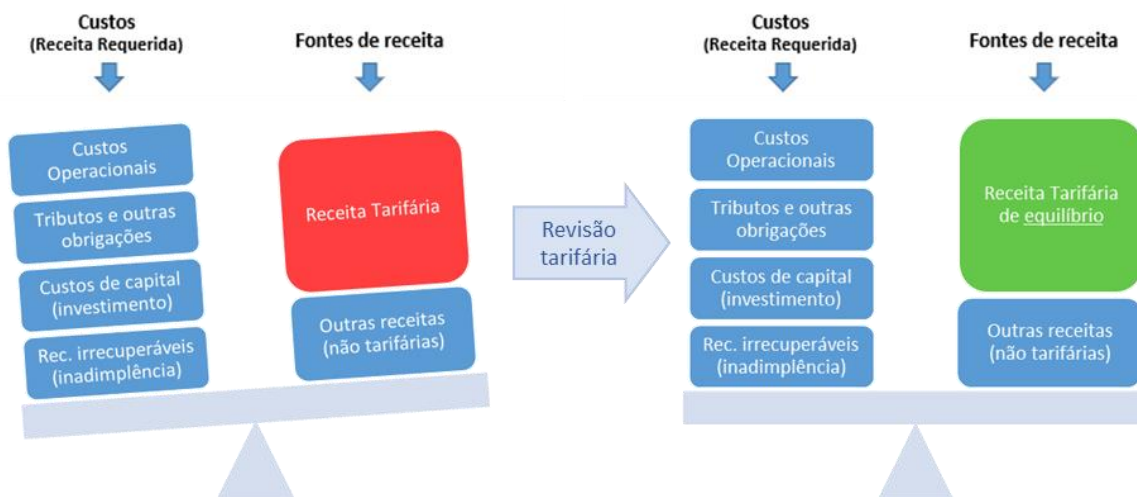 Custos
(Receita Requerida)
Fontes de receita
Custos
Operacionais
Tributos e outras
obrigações
Custos de capital
(investimento)
Rec. irrecuperáveis
(inadimplência)
Receita Tarifária
Outras receitas
(não tarifárias)
Revisão
tarifária
Custos
(Receita Requerida)
Fontes de receita
Custos
Operacionais
Tributos e outras
obrigações
Custos de capital
(investimento)
Rec. irrecuperáveis
(inadimplência)
Receita Tarifária
de equilíbrio
Outras receitas
(não tarifárias)